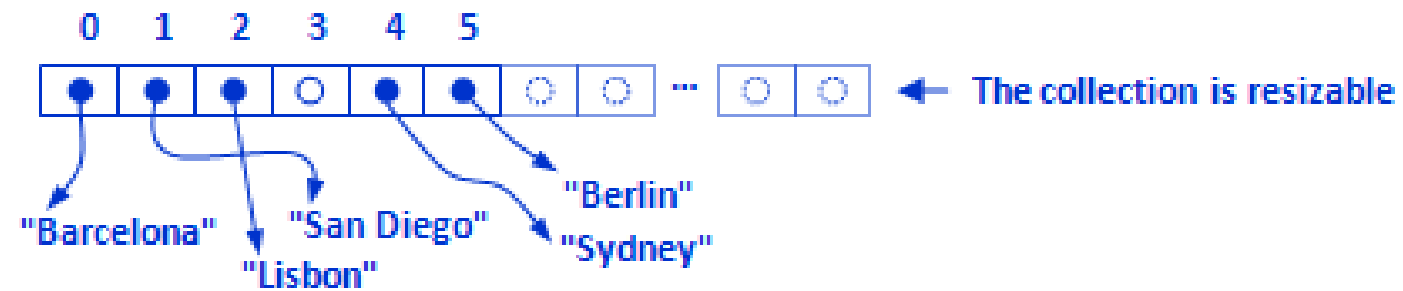 0 1 2 3 4 5
... The collection is resizable
"Berlin"
"Barcelona" "San Diego" "Sydney"
"Lisbon"